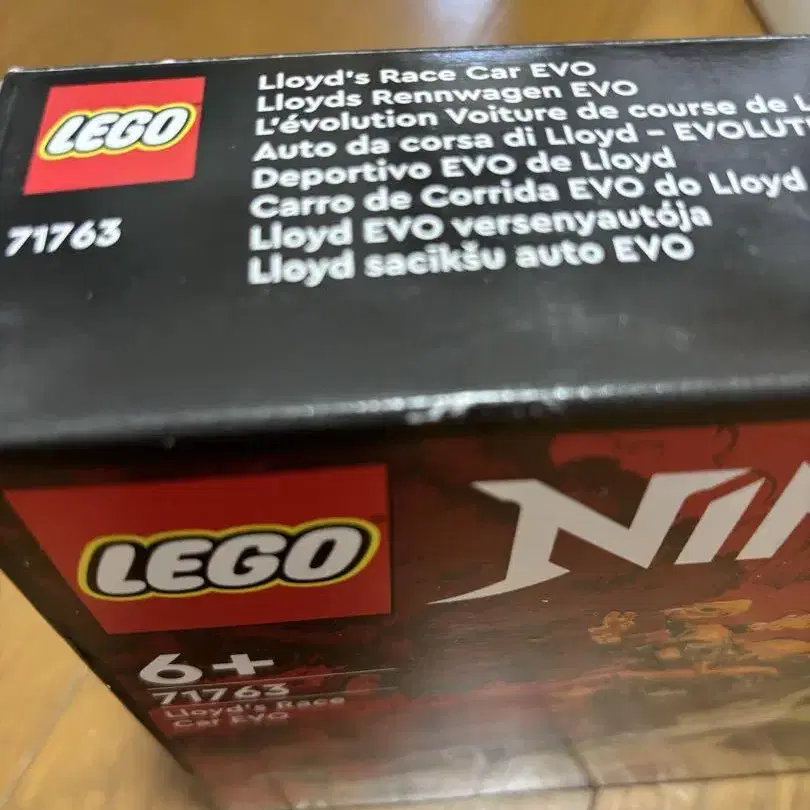 LEGO
71763
Lloyd's Race Car EVO
Lloyds Rennwagen EVO
L'évolution Voiture de course de
Auto da corsa di Lloyd – EVOLUT
Deportivo EVO de Lloyd
Carro de Corrida EVO do Lloyd
Lloyd EVO versenyautója
Lloyd sacīkšu auto EVO
LEGO
NIN
6+
71763
Lloyd's Race
Car EVO